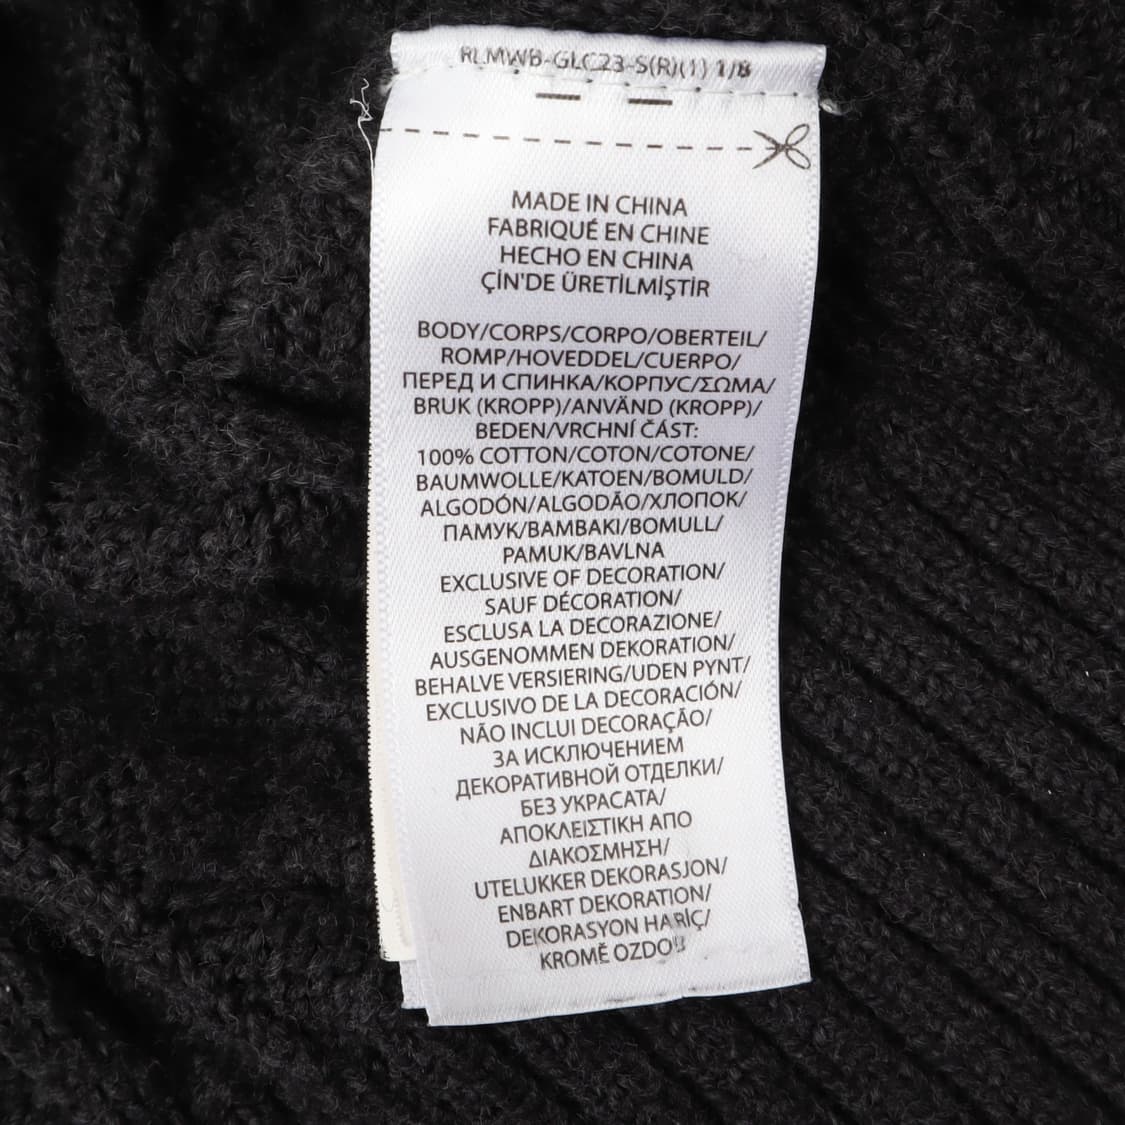 RLMWB-GLC23-S(R)(1) 1/8
MADE IN CHINA
FABRIQUÉ EN CHINE
HECHO EN CHINA
ÇİN'DE ÜRETİLMİŞTİR
BODY/CORPS/CORPO/OBERTEIL/
ROMP/HOVEDDEL/CUERPO/
ПЕРЕД И СПИНКА/КОРПУС/ΣΩΜΑ/
BRUK (KROPP)/ANVÄND (KROPP)/
BEDEN/VRCHNÍ ČÁST:
100% COTTON/COTON/COTONE/
BAUMWOLLE/KATOEN/BOMULD/
ALGODÓN/ALGODÃO/ХЛОПОК/
ПАМУК/ΒΑΜΒΑΚΙ/BOMULL/
PAMUK/BAVLNA
EXCLUSIVE OF DECORATION/
SAUF DÉCORATION/
ESCLUSA LA DECORAZIONE/
AUSGENOMMEN DEKORATION/
BEHALVE VERSIERING/UDEN PYNT/
EXCLUSIVO DE LA DECORACIÓN/
NÃO INCLUI DECORAÇÃO/
ЗА ИСКЛЮЧЕНИЕМ
ДЕКОРАТИВНОЙ ОТДЕЛКИ/
БЕЗ УКРАСАТА/
ΑΠΟΚΛΕΙΣΤΙΚΗ ΑΠΟ
ΔΙΑΚΟΣΜΗΣΗ/
UTELUKKER DEKORASJON/
ENBART DEKORATION/
DEKORASYON HARİÇ/
KROMĚ